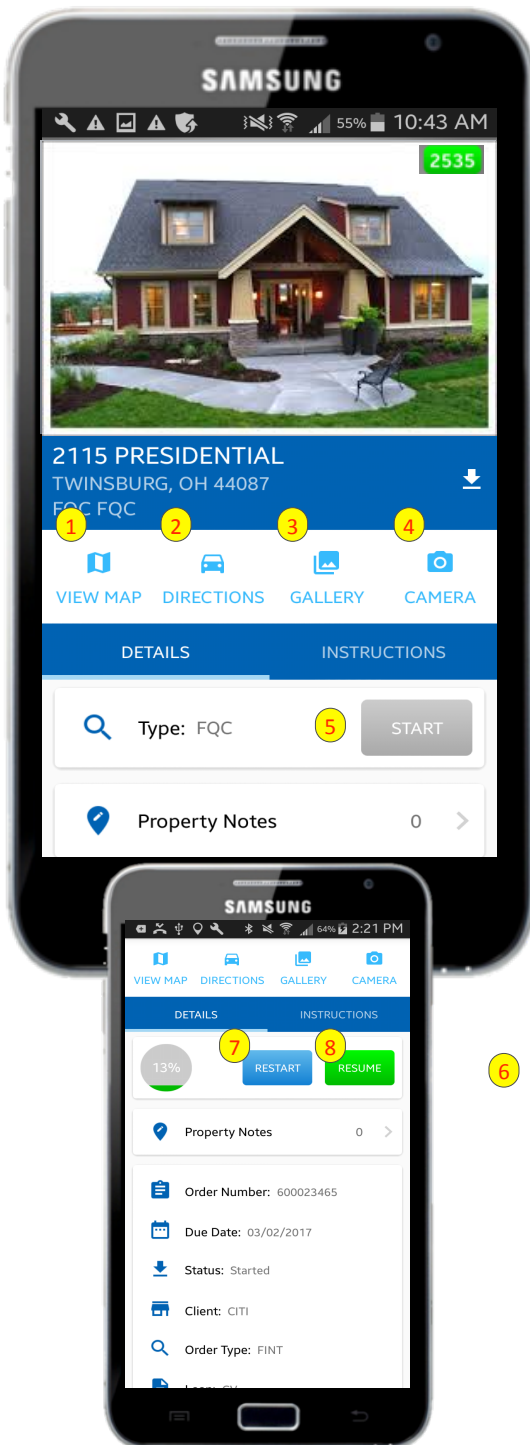 SAMSUNG
55% 10:43 AM
2535
2115 PRESIDENTIAL
TWINSBURG, OH 44087
FQC FQC
1 2 3 4
VIEW MAP DIRECTIONS GALLERY CAMERA
DETAILS INSTRUCTIONS
Type: FQC 5 START
Property Notes 0
SAMSUNG
64% 2:21 PM
VIEW MAP DIRECTIONS GALLERY CAMERA
DETAILS INSTRUCTIONS
7 8
13% RESTART RESUME 6
Property Notes 0
Order Number: 600023465
Due Date: 03/02/2017
Status: Started
Client: CITI
Order Type: FINT